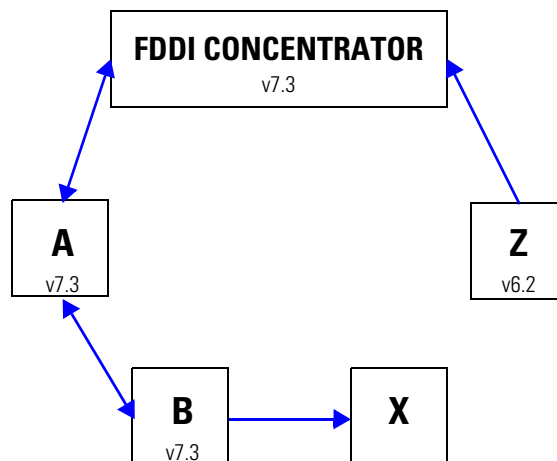 FDDI CONCENTRATOR
v7.3
A
v7.3
Z
v6.2
B
v7.3
X